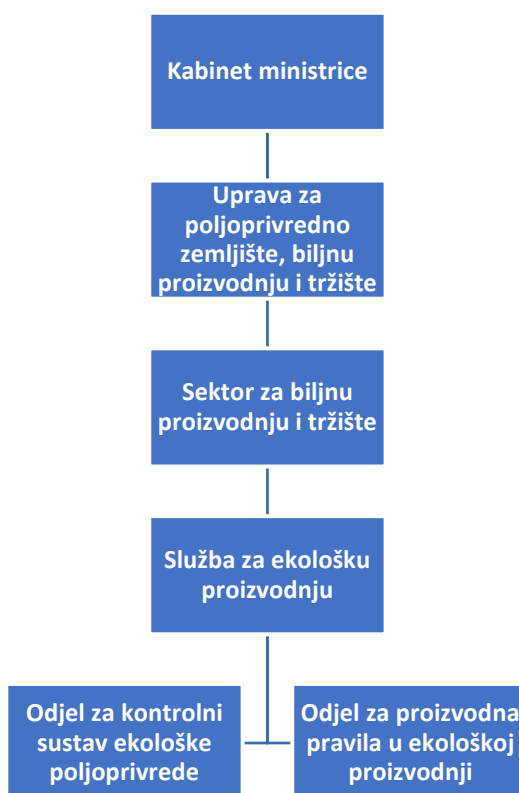 Kabinet ministrice
Uprava za
poljoprivredno
zemljište, biljnu
proizvodnju i tržište
Sektor za biljnu
proizvodnju i tržište
Služba za ekološku
proizvodnju
Odjel za kontrolni
sustav ekološke
poljoprivrede
Odjel za proizvodna
pravila u ekološkoj
proizvodnji